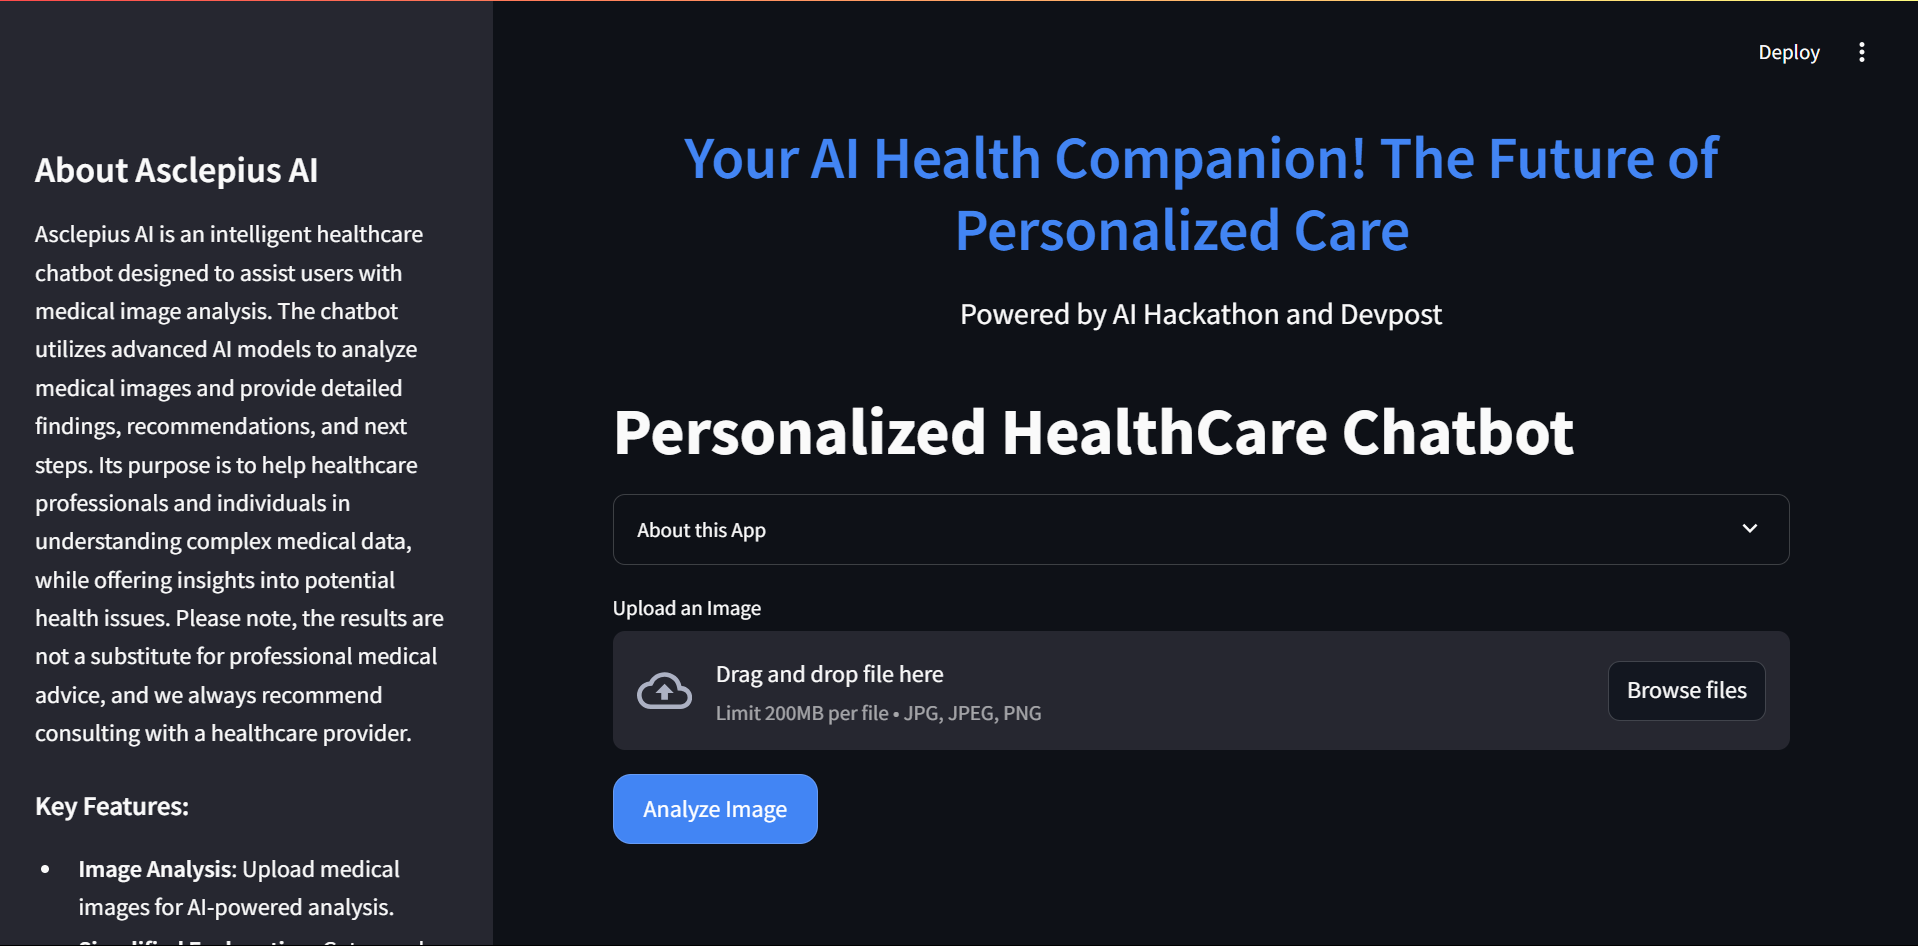 Deploy
About Asclepius AI
Asclepius AI is an intelligent healthcare
chatbot designed to assist users with
medical image analysis. The chatbot
utilizes advanced AI models to analyze
medical images and provide detailed
findings, recommendations, and next
steps. Its purpose is to help healthcare
professionals and individuals in
understanding complex medical data,
while offering insights into potential
health issues. Please note, the results are
not a substitute for professional medical
advice, and we always recommend
consulting with a healthcare provider.
Key Features:
• Image Analysis: Upload medical
images for AI-powered analysis.
Your AI Health Companion! The Future of
Personalized Care
Powered by AI Hackathon and Devpost
Personalized HealthCare Chatbot
About this App
Upload an Image
Drag and drop file here
Limit 200MB per file • JPG, JPEG, PNG
Browse files
Analyze Image